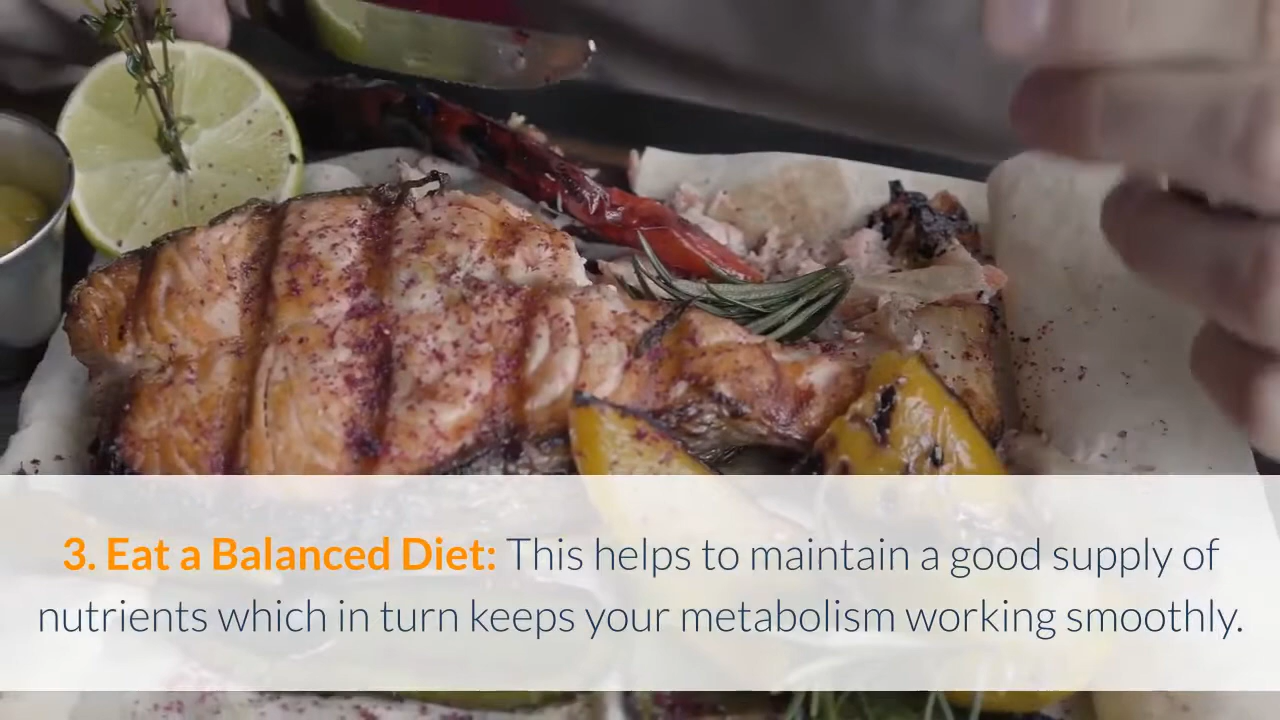 3. Eat a Balanced Diet: This helps to maintain a good supply of
nutrients which in turn keeps your metabolism working smoothly.